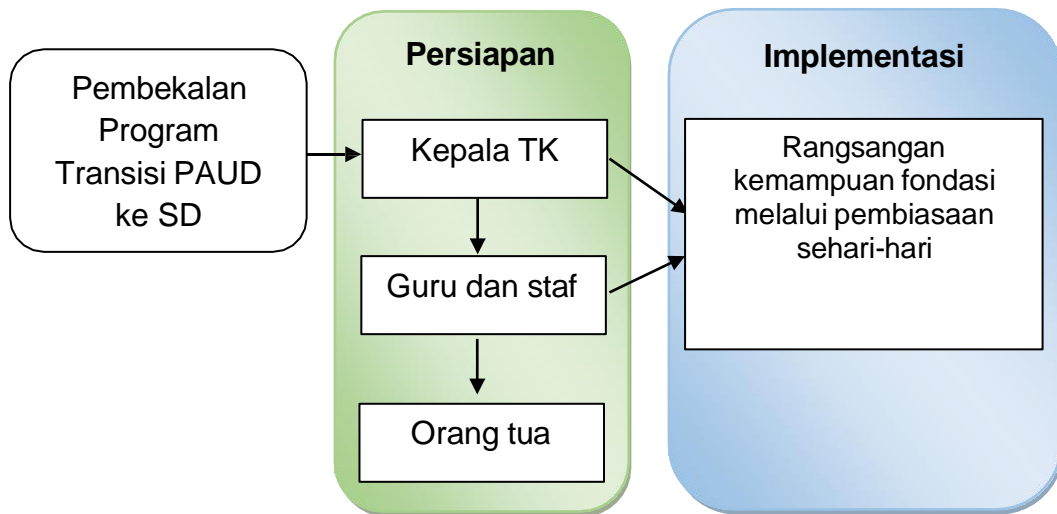 Pembekalan
Program
Transisi PAUD
ke SD
Persiapan
Kepala TK
Guru dan staf
Orang tua
Implementasi
Rangsangan
kemampuan fondasi
melalui pembiasaan
sehari-hari